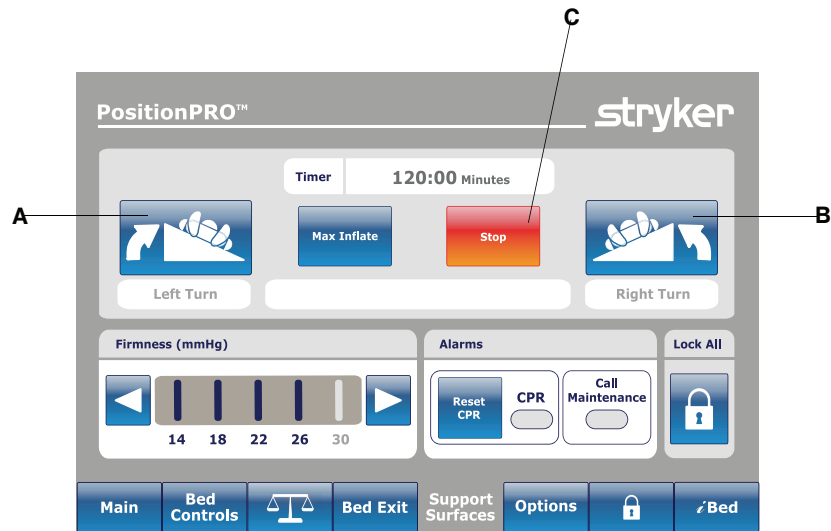 C
PositionPRO™
stryker
Timer
120:00 Minutes
A
B
Max Inflate
Stop
Left Turn
Right Turn
Firmness (mmHg)
Alarms
Lock All
Reset
CPR
CPR
Call
Maintenance
14 18 22 26 30
Main
Bed
Controls
Bed Exit
Support
Surfaces
Options
iBed